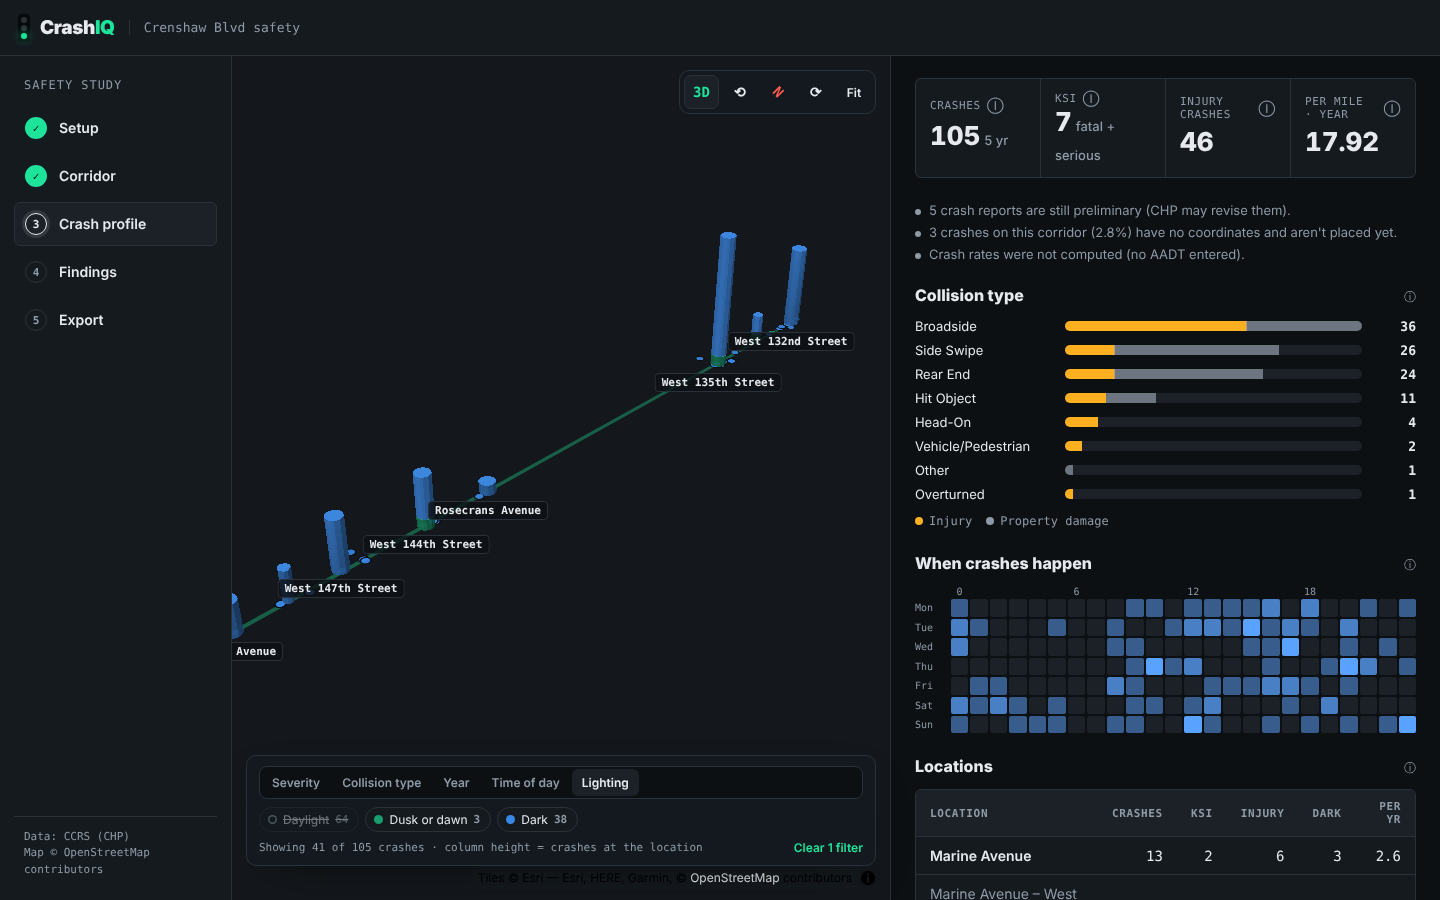 CrashIQ
Crenshaw Blvd safety
SAFETY STUDY
Setup
Corridor
3 Crash profile
4 Findings
5 Export
Data: CCRS (CHP)
Map © OpenStreetMap
contributors
3D
Fit
West 132nd Street
West 135th Street
Rosecrans Avenue
West 144th Street
West 147th Street
Avenue
Severity Collision type Year Time of day Lighting
Daylight 64 Dusk or dawn 3 Dark 38
Showing 41 of 105 crashes · column height = crashes at the location
Clear 1 filter
Tiles © Esri — Esri, HERE, Garmin, © OpenStreetMap contributors
CRASHES
105 5 yr
KSI
7 fatal +
serious
INJURY
CRASHES
46
PER MILE
· YEAR
17.92
5 crash reports are still preliminary (CHP may revise them).
3 crashes on this corridor (2.8%) have no coordinates and aren't placed yet.
Crash rates were not computed (no AADT entered).
Collision type
Broadside 36
Side Swipe 26
Rear End 24
Hit Object 11
Head-On 4
Vehicle/Pedestrian 2
Other 1
Overturned 1
Injury Property damage
When crashes happen
0 6 12 18
Mon
Tue
Wed
Thu
Fri
Sat
Sun
Locations
LOCATION CRASHES KSI INJURY DARK PER
YR
Marine Avenue 13 2 6 3 2.6
Marine Avenue – West